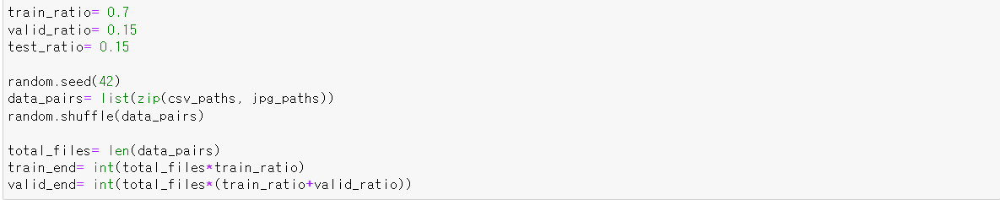 train_ratio= 0.7
valid_ratio= 0.15
test_ratio= 0.15
random.seed(42)
data_pairs= list(zip(csv_paths, jpg_paths))
random.shuffle(data_pairs)
total_files= len(data_pairs)
train_end= int(total_files*train_ratio)
valid_end= int(total_files*(train_ratio+valid_ratio))